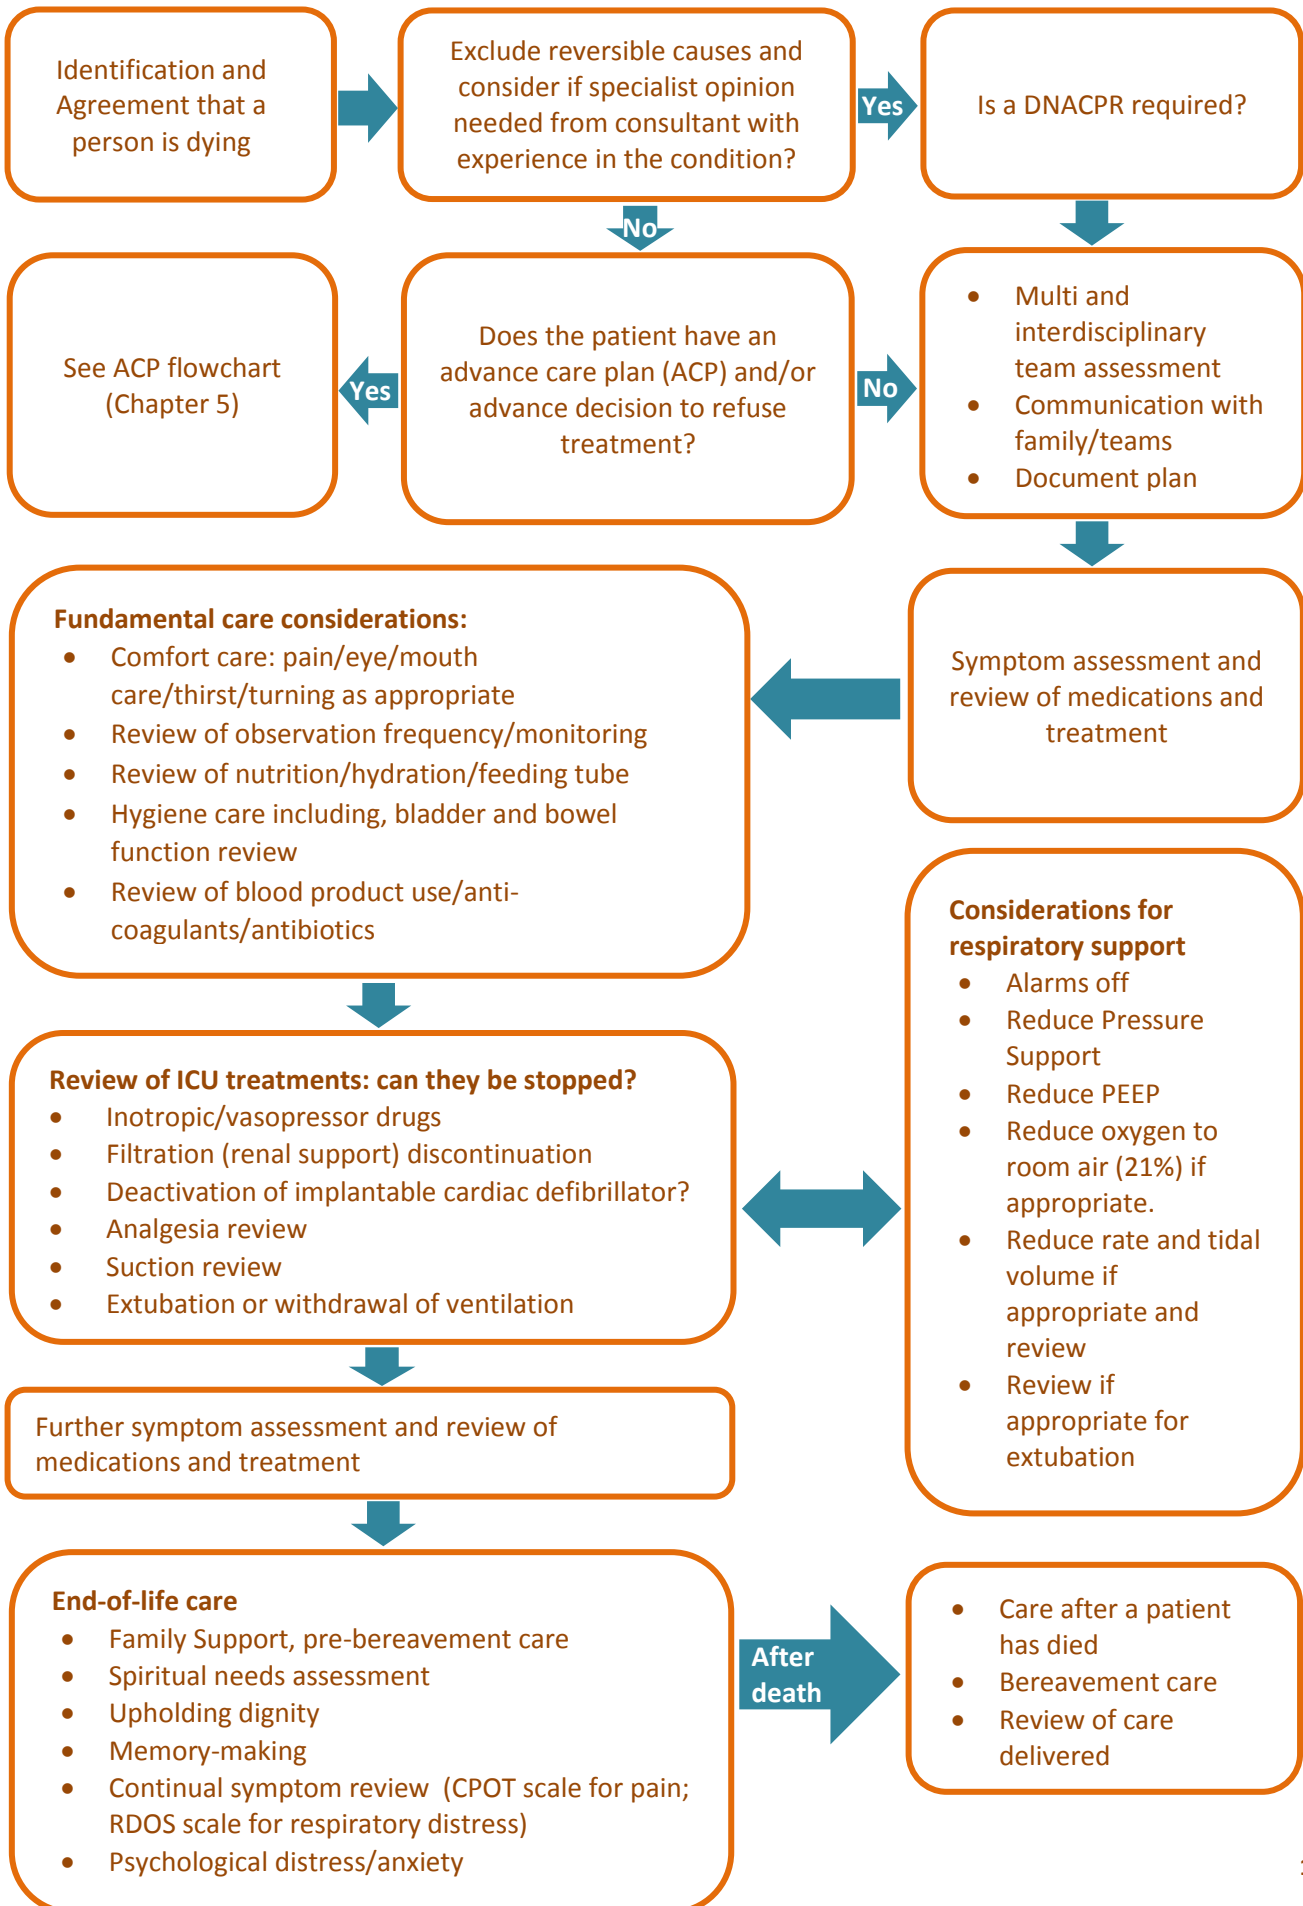 Identification and
Agreement that a
person is dying
Exclude reversible causes and
consider if specialist opinion
needed from consultant with
experience in the condition?
Yes
Is a DNACPR required?
No
See ACP flowchart
(Chapter 5)
Yes
Does the patient have an
advance care plan (ACP) and/or
advance decision to refuse
treatment?
No
• Multi and
interdisciplinary
team assessment
• Communication with
family/teams
• Document plan
Fundamental care considerations:
• Comfort care: pain/eye/mouth
care/thirst/turning as appropriate
• Review of observation frequency/monitoring
• Review of nutrition/hydration/feeding tube
• Hygiene care including, bladder and bowel
function review
• Review of blood product use/anti-
coagulants/antibiotics
Symptom assessment and
review of medications and
treatment
Considerations for
respiratory support
• Alarms off
• Reduce Pressure
Support
• Reduce PEEP
• Reduce oxygen to
room air (21%) if
appropriate.
• Reduce rate and tidal
volume if
appropriate and
review
• Review if
appropriate for
extubation
Review of ICU treatments: can they be stopped?
• Inotropic/vasopressor drugs
• Filtration (renal support) discontinuation
• Deactivation of implantable cardiac defibrillator?
• Analgesia review
• Suction review
• Extubation or withdrawal of ventilation
Further symptom assessment and review of
medications and treatment
End-of-life care
• Family Support, pre-bereavement care
• Spiritual needs assessment
• Upholding dignity
• Memory-making
• Continual symptom review (CPOT scale for pain;
RDOS scale for respiratory distress)
• Psychological distress/anxiety
After
death
• Care after a patient
has died
• Bereavement care
• Review of care
delivered